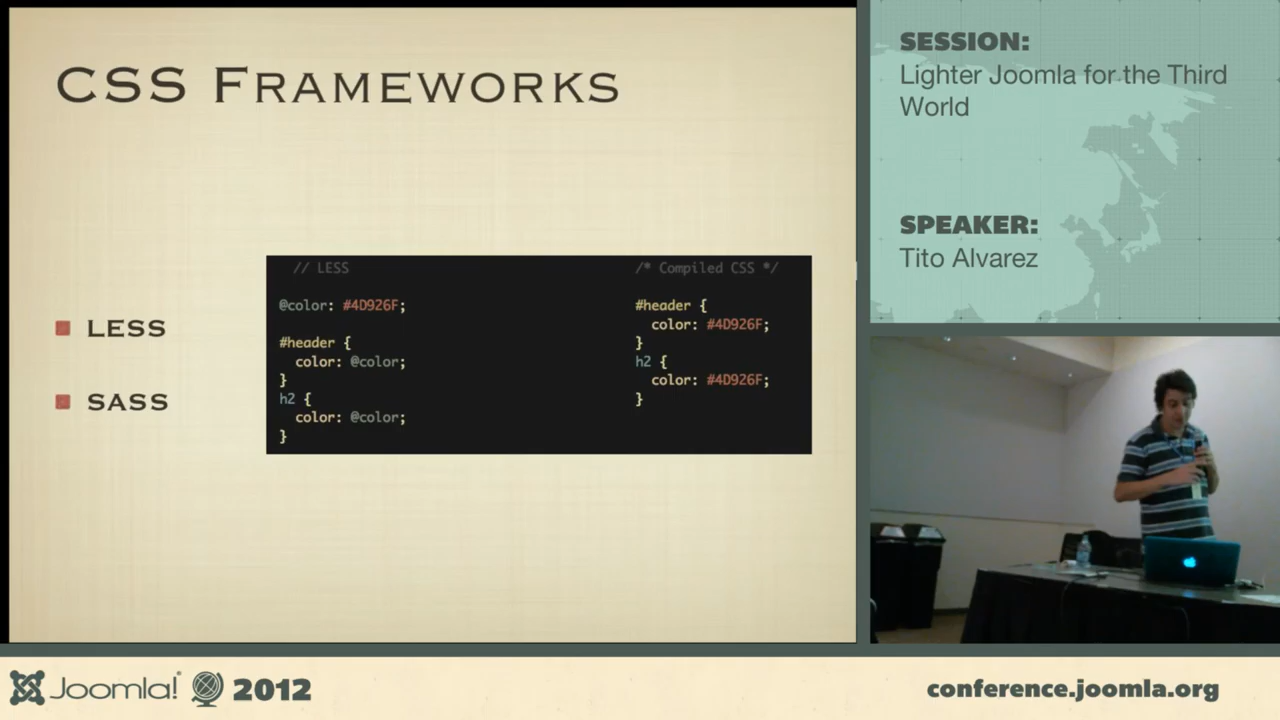 CSS Frameworks
LESS
SASS
// LESS
@color: #4D926F;
#header {
color: @color;
}
h2 {
color: @color;
}
/* Compiled CSS */
#header {
color: #4D926F;
}
h2 {
color: #4D926F;
}
SESSION:
Lighter Joomla for the Third
World
SPEAKER:
Tito Alvarez
Joomla!® 2012
conference.joomla.org